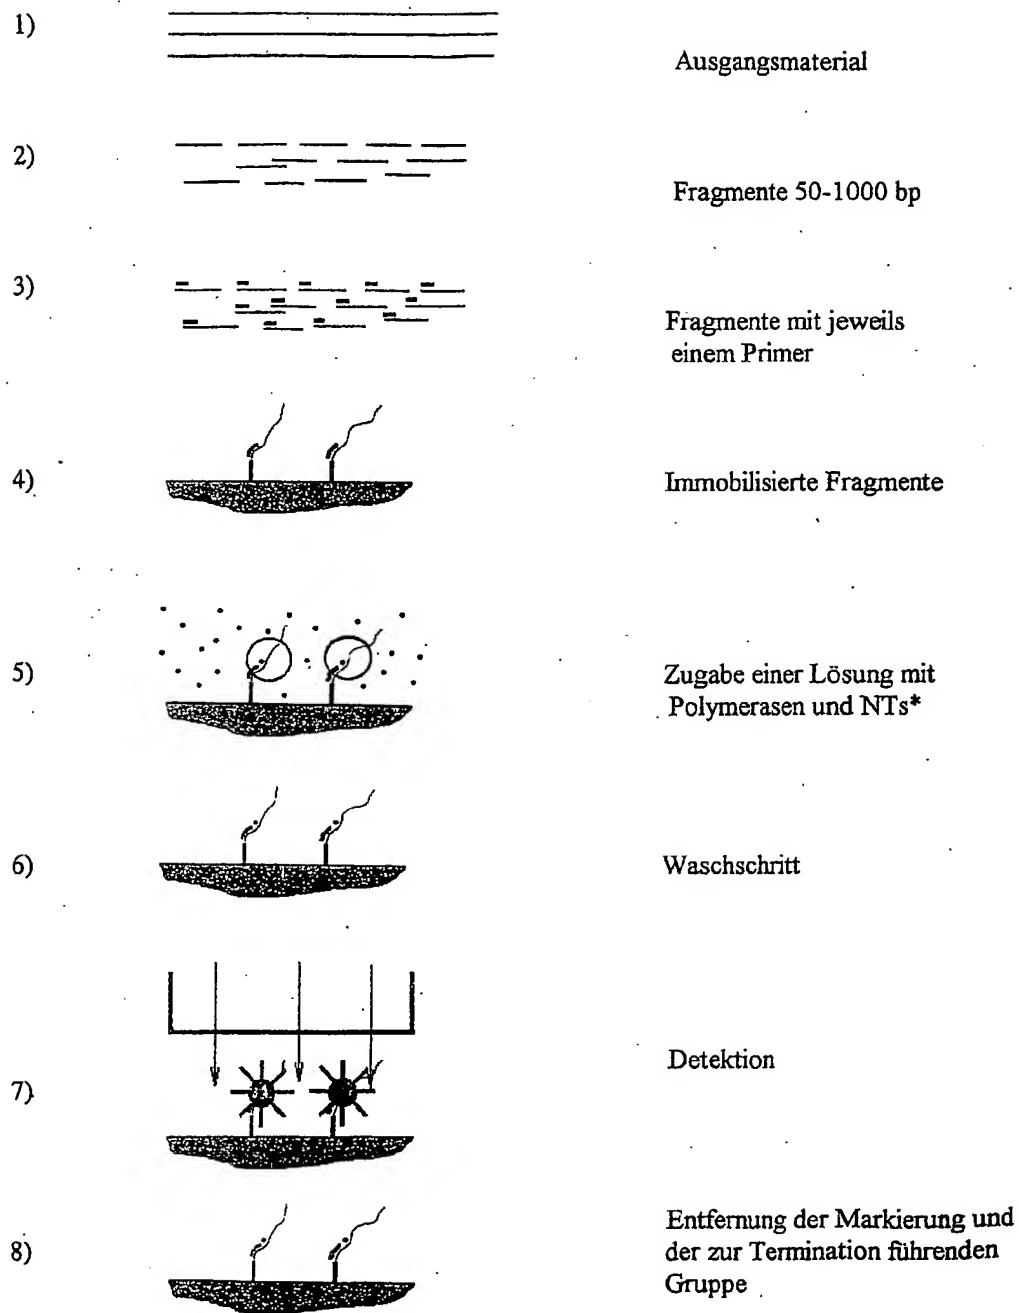 1)
Ausgangsmaterial
2)
Fragmente 50-1000 bp
3)
Fragmente mit jeweils
einem Primer
4)
Immobilisierte Fragmente
5)
Zugabe einer Lösung mit
Polymerasen und NTs*
6)
Waschschritt
7)
Detektion
8)
Entfernung der Markierung und
der zur Termination führenden
Gruppe